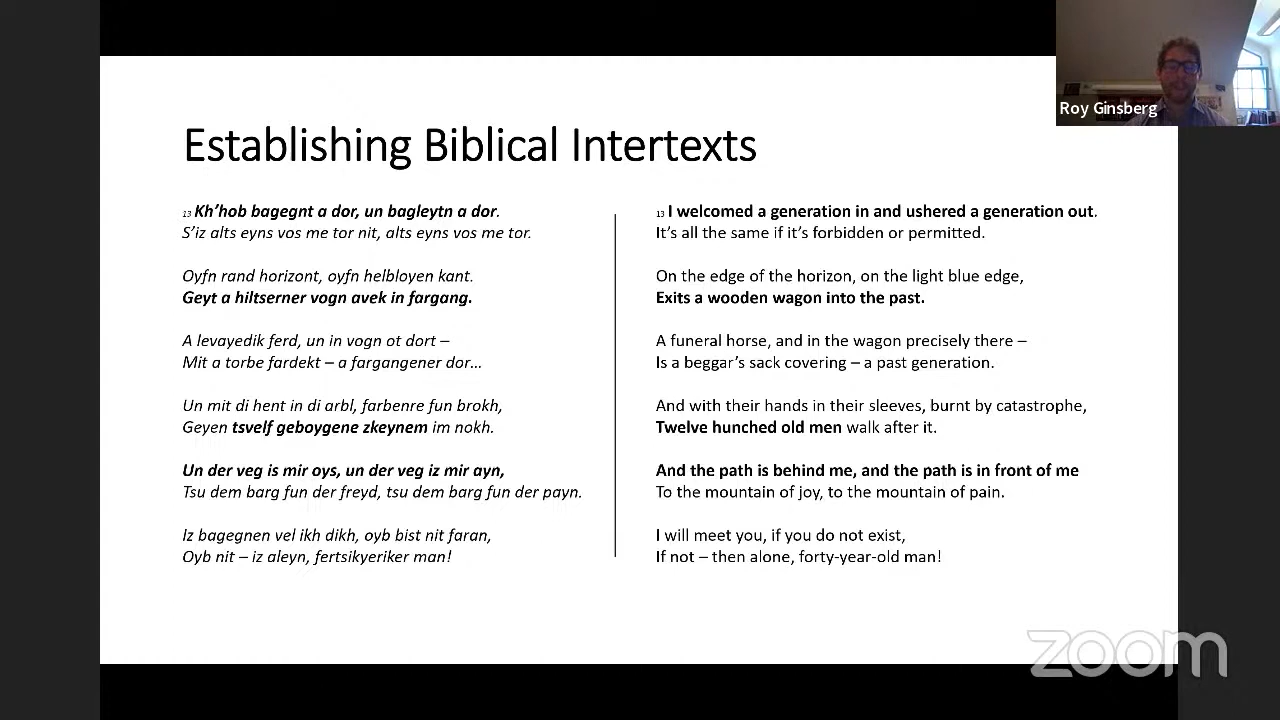 Roy Ginsberg
Establishing Biblical Intertexts
13 Kh’hob bagegnt a dor, un bagleytn a dor.
S’iz alts eyns vos me tor nit, alts eyns vos me tor.
Oyfn rand horizont, oyfn helbloyen kant.
Geyt a hiltserner vogn avek in fargang.
A levayedik ferd, un in vogn ot dort –
Mit a torbe fardekt – a fargangener dor…
Un mit di hent in di arbl, farbenre fun brokh,
Geyen tsvelf geboygene zkeynem im nokh.
Un der veg is mir oys, un der veg iz mir ayn,
Tsu dem barg fun der freyd, tsu dem barg fun der payn.
Iz bagegnen vel ikh dikh, oyb bist nit faran,
Oyb nit – iz aleyn, fertsikyeriker man!
13 I welcomed a generation in and ushered a generation out.
It’s all the same if it’s forbidden or permitted.
On the edge of the horizon, on the light blue edge,
Exits a wooden wagon into the past.
A funeral horse, and in the wagon precisely there –
Is a beggar’s sack covering – a past generation.
And with their hands in their sleeves, burnt by catastrophe,
Twelve hunched old men walk after it.
And the path is behind me, and the path is in front of me
To the mountain of joy, to the mountain of pain.
I will meet you, if you do not exist,
If not – then alone, forty-year-old man!
zoom